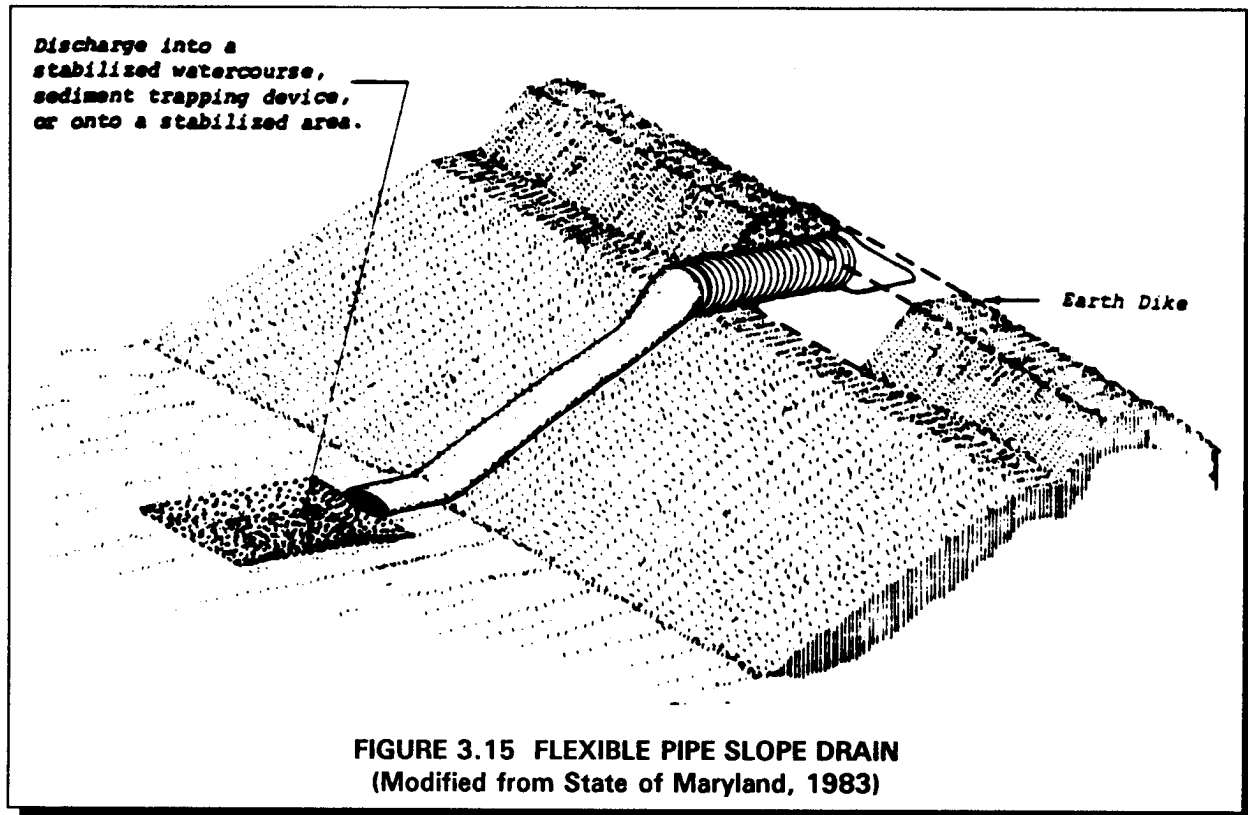 Discharge into a
stabilized watercourse,
sediment trapping device,
or onto a stabilized area.
Earth Dike
FIGURE 3.15 FLEXIBLE PIPE SLOPE DRAIN
(Modified from State of Maryland, 1983)